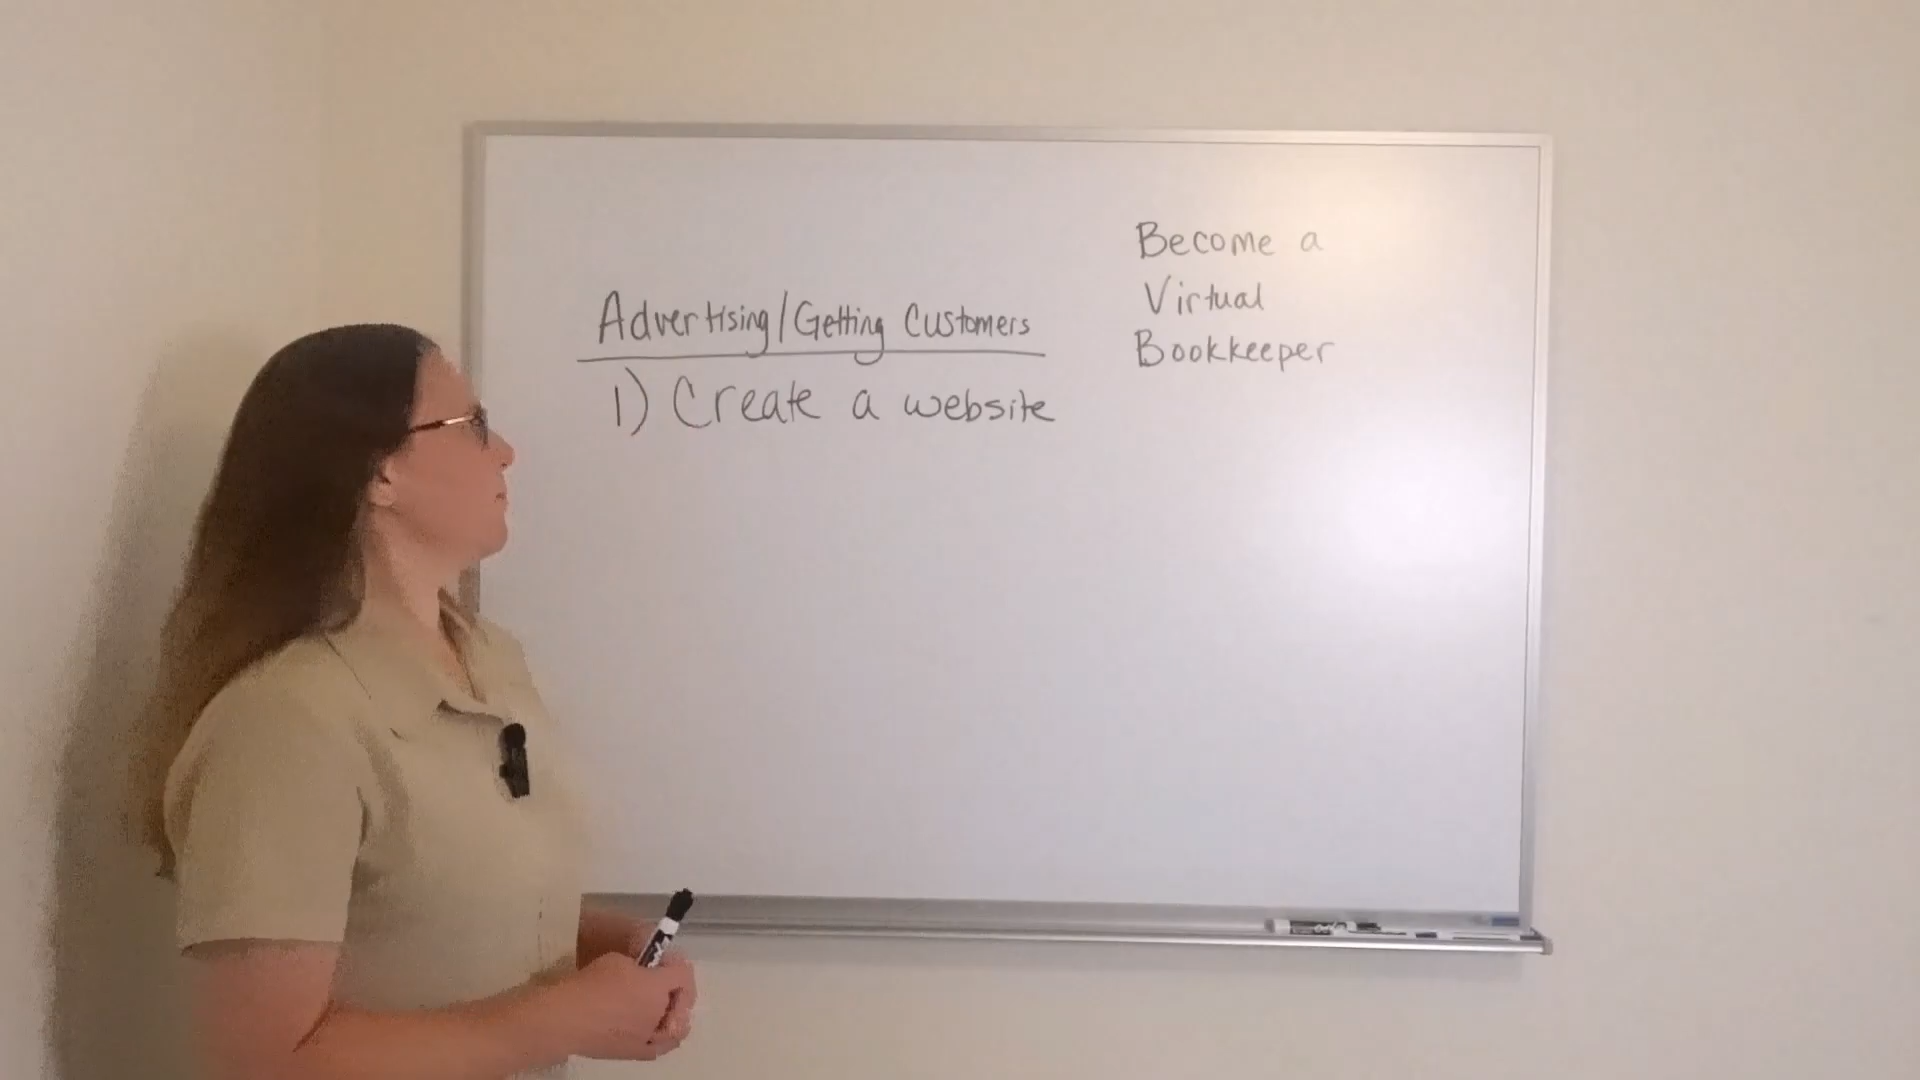 Advertising/Getting Customers
1) Create a website
Become a
Virtual
Bookkeeper